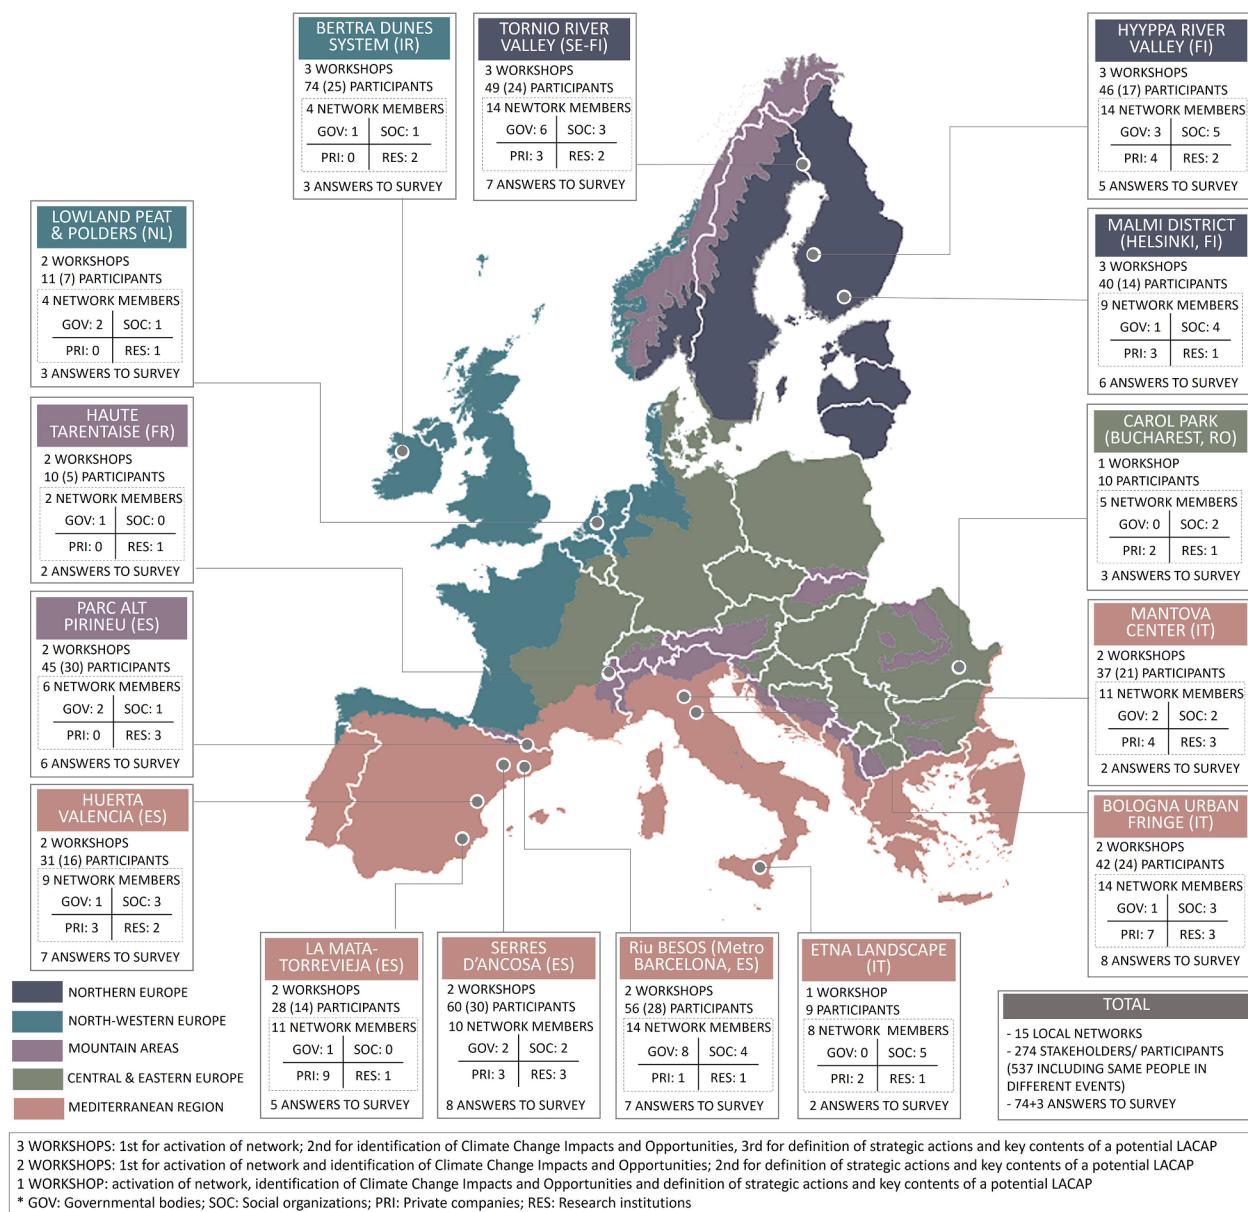 BERTRA DUNES
SYSTEM (IR)
3 WORKSHOPS
74 (25) PARTICIPANTS
4 NETWORK MEMBERS
GOV: 1 SOC: 1
PRI: 0 RES: 2
3 ANSWERS TO SURVEY
TORNIO RIVER
VALLEY (SE-FI)
3 WORKSHOPS
49 (24) PARTICIPANTS
14 NEWTORK MEMBERS
GOV: 6 SOC: 3
PRI: 3 RES: 2
7 ANSWERS TO SURVEY
HYYPPA RIVER
VALLEY (FI)
3 WORKSHOPS
46 (17) PARTICIPANTS
14 NETWORK MEMBERS
GOV: 3 SOC: 5
PRI: 4 RES: 2
5 ANSWERS TO SURVEY
LOWLAND PEAT
& POLDERS (NL)
2 WORKSHOPS
11 (7) PARTICIPANTS
4 NETWORK MEMBERS
GOV: 2 SOC: 1
PRI: 0 RES: 1
3 ANSWERS TO SURVEY
MALMI DISTRICT
(HELSINKI, FI)
3 WORKSHOPS
40 (14) PARTICIPANTS
9 NETWORK MEMBERS
GOV: 1 SOC: 4
PRI: 3 RES: 1
6 ANSWERS TO SURVEY
HAUTE
TARENTAISE (FR)
2 WORKSHOPS
10 (5) PARTICIPANTS
2 NETWORK MEMBERS
GOV: 1 SOC: 0
PRI: 0 RES: 1
2 ANSWERS TO SURVEY
CAROL PARK
(BUCHAREST, RO)
1 WORKSHOP
10 PARTICIPANTS
5 NETWORK MEMBERS
GOV: 0 SOC: 2
PRI: 2 RES: 1
3 ANSWERS TO SURVEY
PARC ALT
PIRINEU (ES)
2 WORKSHOPS
45 (30) PARTICIPANTS
6 NETWORK MEMBERS
GOV: 2 SOC: 1
PRI: 0 RES: 3
6 ANSWERS TO SURVEY
MANTOVA
CENTER (IT)
2 WORKSHOPS
37 (21) PARTICIPANTS
11 NETWORK MEMBERS
GOV: 2 SOC: 2
PRI: 4 RES: 3
2 ANSWERS TO SURVEY
HUERTA
VALENCIA (ES)
2 WORKSHOPS
31 (16) PARTICIPANTS
9 NETWORK MEMBERS
GOV: 1 SOC: 3
PRI: 3 RES: 2
7 ANSWERS TO SURVEY
BOLOGNA URBAN
FRINGE (IT)
2 WORKSHOPS
42 (24) PARTICIPANTS
14 NETWORK MEMBERS
GOV: 1 SOC: 3
PRI: 7 RES: 3
8 ANSWERS TO SURVEY
LA MATA-
TORREVIEJA (ES)
2 WORKSHOPS
28 (14) PARTICIPANTS
11 NETWORK MEMBERS
GOV: 1 SOC: 0
PRI: 9 RES: 1
5 ANSWERS TO SURVEY
SERRES
D'ANCOSA (ES)
2 WORKSHOPS
60 (30) PARTICIPANTS
10 NETWORK MEMBERS
GOV: 2 SOC: 2
PRI: 3 RES: 3
8 ANSWERS TO SURVEY
Riu BESOS (Metro
BARCELONA, ES)
2 WORKSHOPS
56 (28) PARTICIPANTS
14 NETWORK MEMBERS
GOV: 8 SOC: 4
PRI: 1 RES: 1
7 ANSWERS TO SURVEY
ETNA LANDSCAPE
(IT)
1 WORKSHOP
9 PARTICIPANTS
8 NETWORK MEMBERS
GOV: 0 SOC: 5
PRI: 2 RES: 1
2 ANSWERS TO SURVEY
NORTHERN EUROPE
NORTH-WESTERN EUROPE
MOUNTAIN AREAS
CENTRAL & EASTERN EUROPE
MEDITERRANEAN REGION
TOTAL
- 15 LOCAL NETWORKS
- 274 STAKEHOLDERS/ PARTICIPANTS
(537 INCLUDING SAME PEOPLE IN
DIFFERENT EVENTS)
- 74+3 ANSWERS TO SURVEY
3 WORKSHOPS: 1st for activation of network; 2nd for identification of Climate Change Impacts and Opportunities, 3rd for definition of strategic actions and key contents of a potential LACAP
2 WORKSHOPS: 1st for activation of network and identification of Climate Change Impacts and Opportunities; 2nd for definition of strategic actions and key contents of a potential LACAP
1 WORKSHOP: activation of network, identification of Climate Change Impacts and Opportunities and definition of strategic actions and key contents of a potential LACAP
* GOV: Governmental bodies; SOC: Social organizations; PRI: Private companies; RES: Research institutions